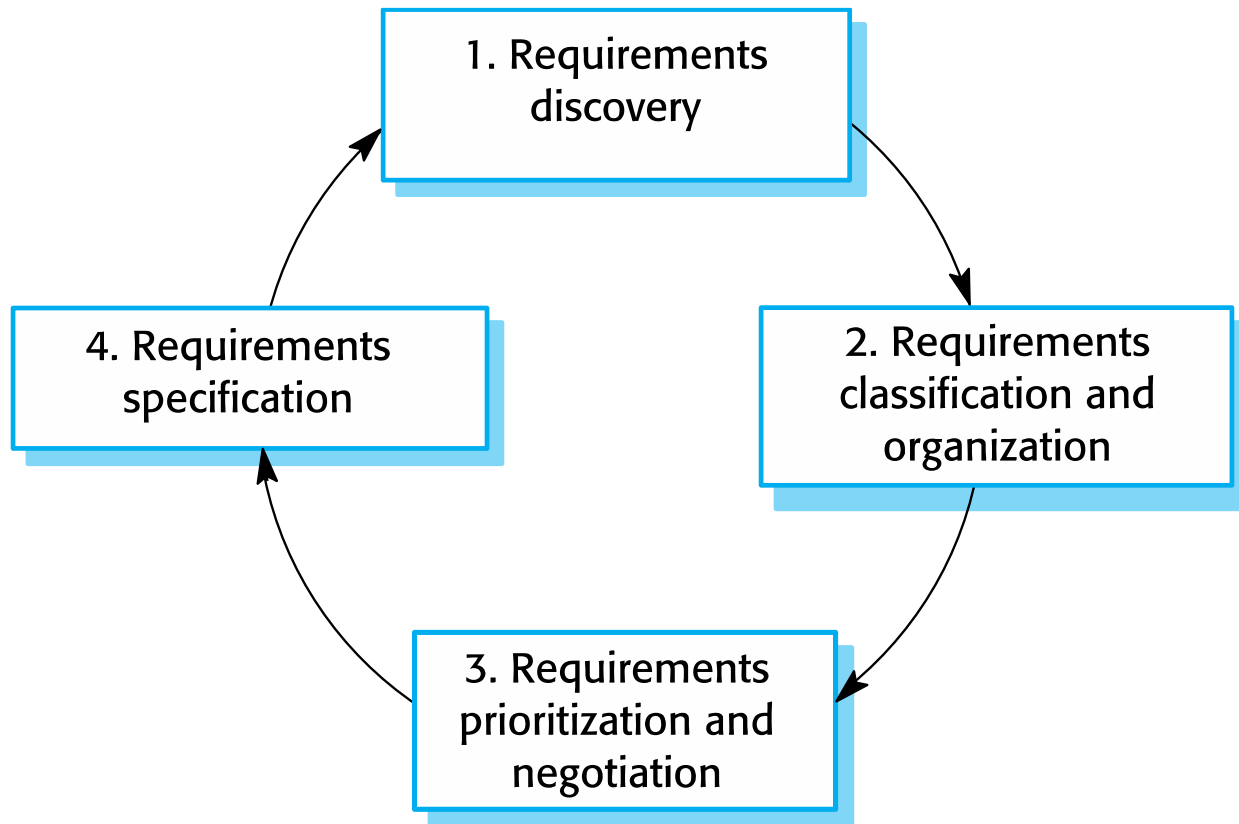 1. Requirements
discovery
2. Requirements
classification and
organization
3. Requirements
prioritization and
negotiation
4. Requirements
specification